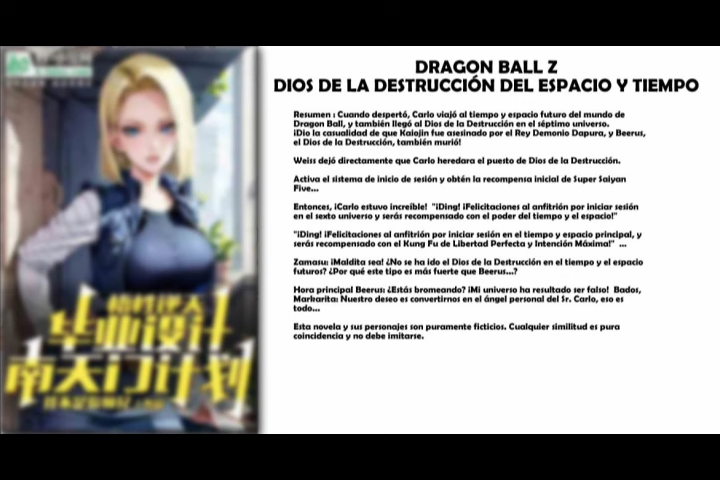 DRAGON BALL Z
DIOS DE LA DESTRUCCIÓN DEL ESPACIO Y TIEMPO
Resumen : Cuando despertó, Carlo viajó al tiempo y espacio futuro del mundo de
Dragon Ball, y también llegó al Dios de la Destrucción en el séptimo universo.
¡Dio la casualidad de que Kaiojin fue asesinado por el Rey Demonio Dapura, y Beerus,
el Dios de la Destrucción, también murió!
Weiss dejó directamente que Carlo heredara el puesto de Dios de la Destrucción.
Activa el sistema de inicio de sesión y obtén la recompensa inicial de Super Saiyan
Five...
Entonces, ¡Carlo estuvo increíble! "¡Ding! ¡Felicitaciones al anfitrión por iniciar sesión
en el sexto universo y serás recompensado con el poder del tiempo y el espacio!"
"¡Ding! ¡Felicitaciones al anfitrión por iniciar sesión en el tiempo y espacio principal, y
serás recompensado con el Kung Fu de Libertad Perfecta y Intención Máxima!" ...
Zamasu: ¡Maldita sea! ¿No se ha ido el Dios de la Destrucción en el tiempo y el espacio
futuros? ¿Por qué este tipo es más fuerte que Beerus...?
Hora principal Beerus: ¿Estás bromeando? ¡Mi universo ha resultado ser falso! Bados,
Markarita: Nuestro deseo es convertirnos en el ángel personal del Sr. Carlo, eso es
todo...
Esta novela y sus personajes son puramente ficticios. Cualquier similitud es pura
coincidencia y no debe imitarse.
毕业设计
南天门计划